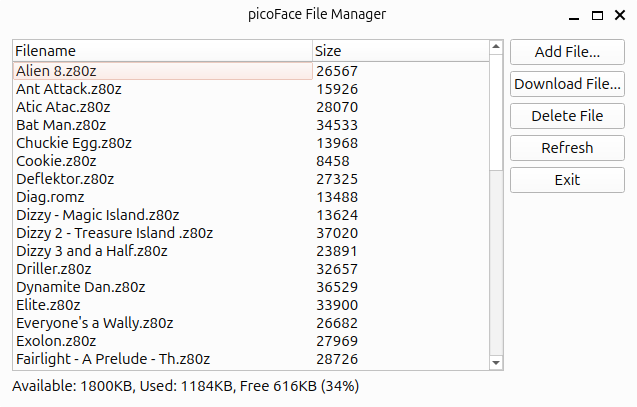 picoFace File Manager
Filename Size
Alien 8.z80z 26567
Ant Attack.z80z 15926
Atic Atac.z80z 28070
Bat Man.z80z 34533
Chuckie Egg.z80z 13968
Cookie.z80z 8458
Deflektor.z80z 27325
Diag.romz 13488
Dizzy - Magic Island.z80z 13624
Dizzy 2 - Treasure Island .z80z 37020
Dizzy 3 and a Half.z80z 23891
Driller.z80z 32657
Dynamite Dan.z80z 36529
Elite.z80z 33900
Everyone's a Wally.z80z 26682
Exolon.z80z 27969
Fairlight - A Prelude - Th.z80z 28726
Add File...
Download File...
Delete File
Refresh
Exit
Available: 1800KB, Used: 1184KB, Free 616KB (34%)